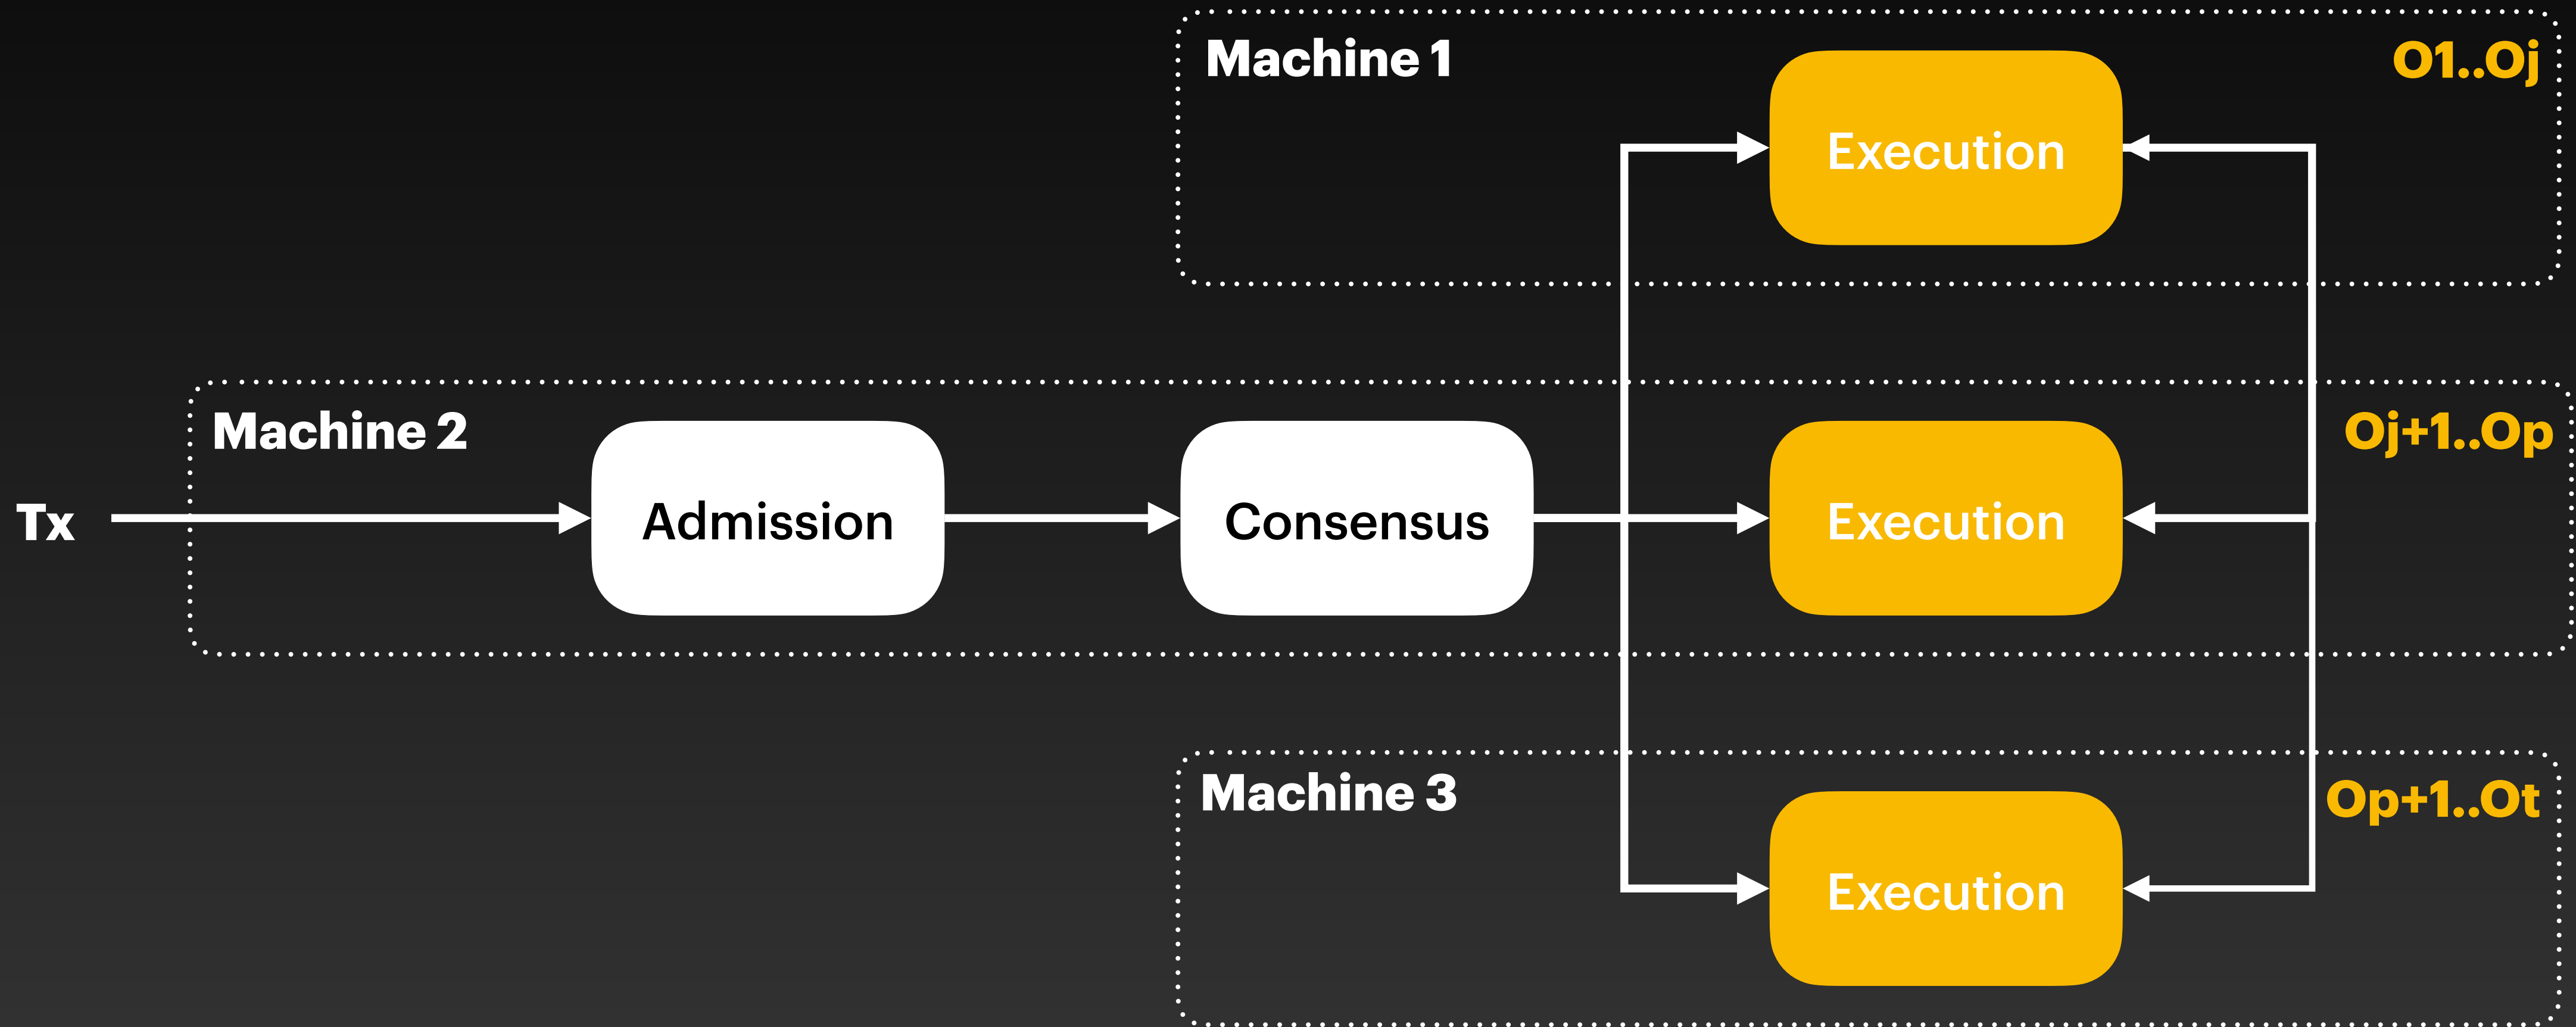 Machine 1
O1..Oj
Execution
Machine 2
Oj+1..Op
Tx
Admission
Consensus
Execution
Machine 3
Op+1..Ot
Execution